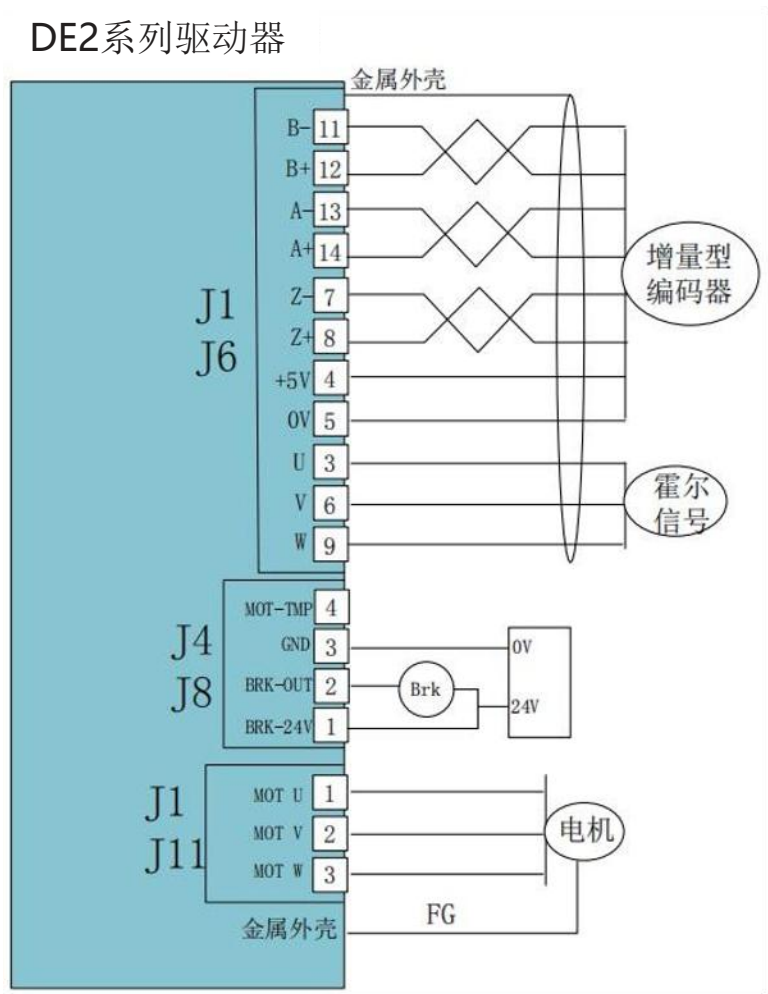 DE2系列驱动器
金属外壳
B- 11
B+ 12
A- 13
A+ 14
Z- 7
Z+ 8
+5V 4
0V 5
U 3
V 6
W 9
J1
J6
增量型
编码器
霍尔
信号
MOT-TMP 4
GND 3
BRK-OUT 2
BRK-24V 1
J4
J8
Brk
0V
24V
MOT U 1
MOT V 2
MOT W 3
J1
J11
电机
金属外壳
FG